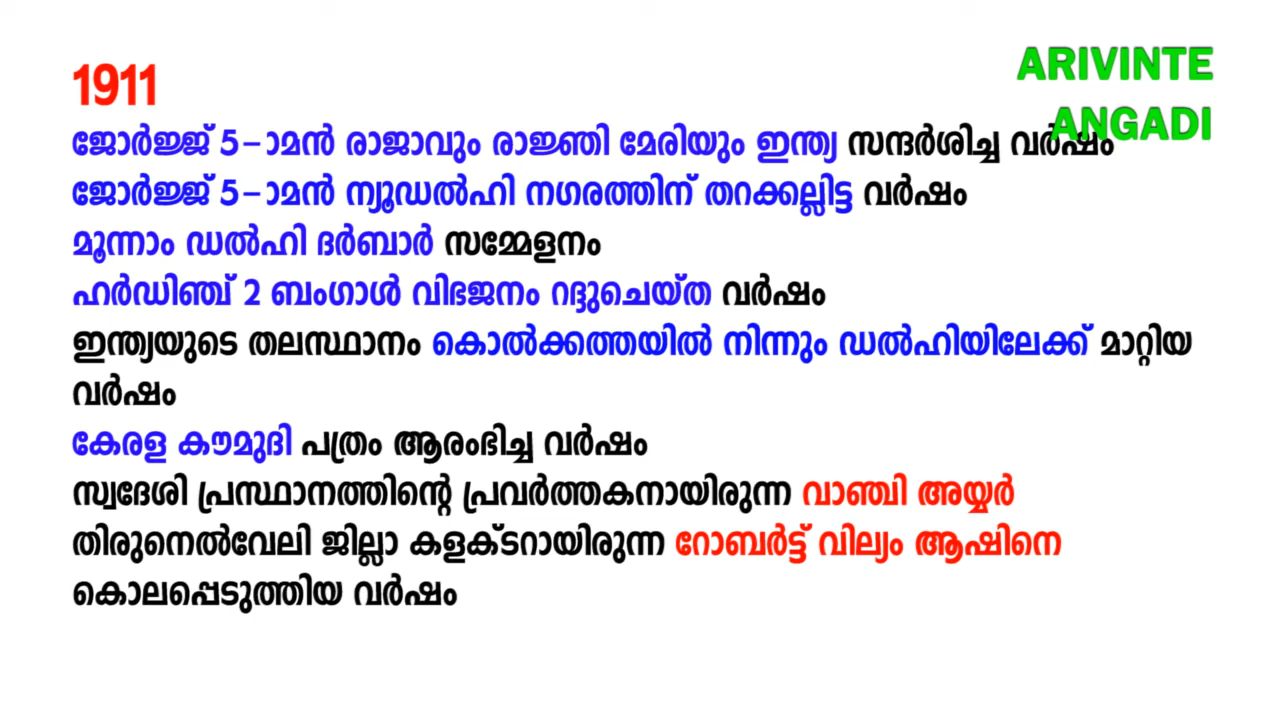 1911
ARIVINTE
ANGADI
ജോർജ്ജ് 5-ാമൻ രാജാവും രാജ്ഞി മേരിയും ഇന്ത്യ സന്ദർശിച്ച വർഷം
ജോർജ്ജ് 5-ാമൻ ന്യൂഡൽഹി നഗരത്തിന് തറക്കല്ലിട്ട വർഷം
മൂന്നാം ഡൽഹി ദർബാർ സമ്മേളനം
ഹർഡിഞ്ച് 2 ബംഗാൾ വിഭജനം റദ്ദുചെയ്ത വർഷം
ഇന്ത്യയുടെ തലസ്ഥാനം കൊൽക്കത്തയിൽ നിന്നും ഡൽഹിയിലേക്ക് മാറ്റിയ
വർഷം
കേരള കൗമുദി പത്രം ആരംഭിച്ച വർഷം
സ്വദേശി പ്രസ്ഥാനത്തിന്റെ പ്രവർത്തകനായിരുന്ന വാഞ്ചി അയ്യർ
തിരുനെൽവേലി ജില്ലാ കളക്ടറായിരുന്ന റോബർട്ട് വില്യം ആഷിനെ
കൊലപ്പെടുത്തിയ വർഷം